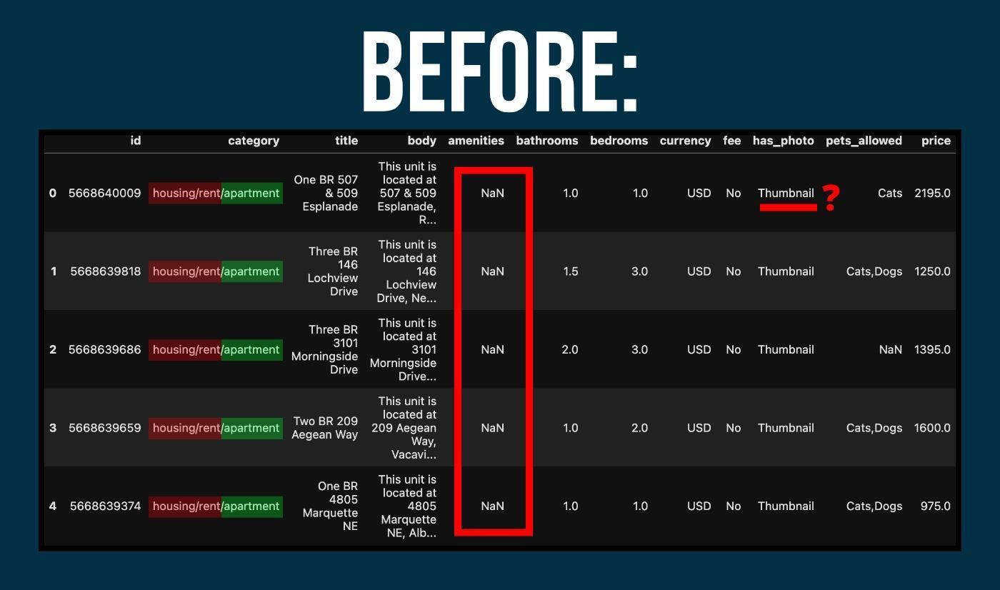 BEFORE:
id category title body amenities bathrooms bedrooms currency fee has_photo pets_allowed price
0 5668640009 housing/rent/apartment One BR 507 & 509 Esplanade This unit is located at 507 & 509 Esplanade, R... NaN 1.0 1.0 USD No Thumbnail ? Cats 2195.0
1 5668639818 housing/rent/apartment Three BR 146 Lochview Drive This unit is located at 146 Lochview Drive, Ne... NaN 1.5 3.0 USD No Thumbnail Cats,Dogs 1250.0
2 5668639686 housing/rent/apartment Three BR 3101 Morningside Drive This unit is located at 3101 Morningside Drive... NaN 2.0 3.0 USD No Thumbnail NaN 1395.0
3 5668639659 housing/rent/apartment Two BR 209 Aegean Way This unit is located at 209 Aegean Way, Vacavi... NaN 1.0 2.0 USD No Thumbnail Cats,Dogs 1600.0
4 5668639374 housing/rent/apartment One BR 4805 Marquette NE This unit is located at 4805 Marquette NE, Alb... NaN 1.0 1.0 USD No Thumbnail Cats,Dogs 975.0